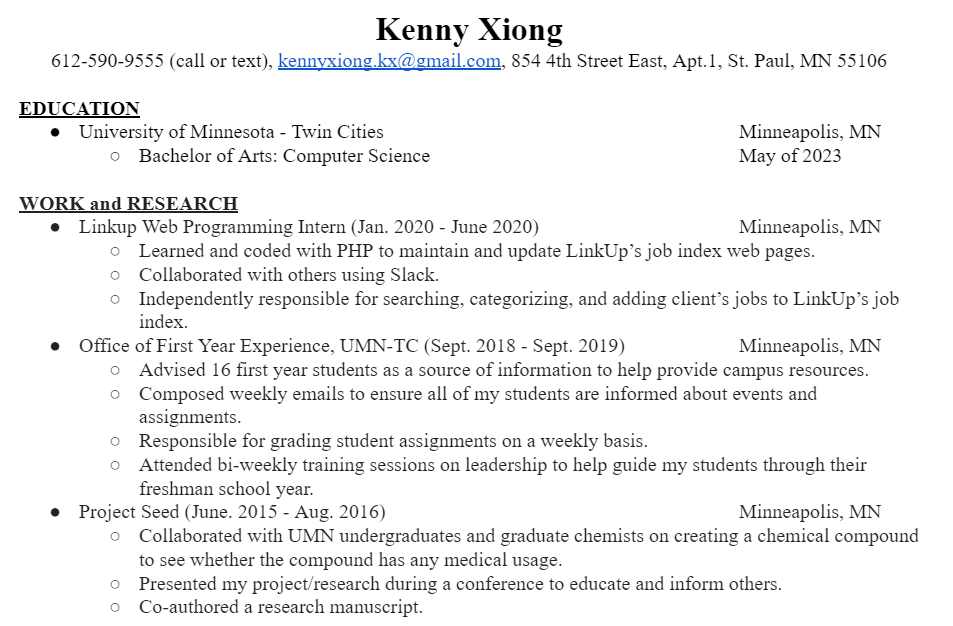 Kenny Xiong
612-590-9555 (call or text), kennyxiong.kx@gmail.com, 854 4th Street East, Apt.1, St. Paul, MN 55106
EDUCATION
● University of Minnesota - Twin Cities Minneapolis, MN
○ Bachelor of Arts: Computer Science May of 2023
WORK and RESEARCH
● Linkup Web Programming Intern (Jan. 2020 - June 2020) Minneapolis, MN
○ Learned and coded with PHP to maintain and update LinkUp’s job index web pages.
○ Collaborated with others using Slack.
○ Independently responsible for searching, categorizing, and adding client’s jobs to LinkUp’s job
index.
● Office of First Year Experience, UMN-TC (Sept. 2018 - Sept. 2019) Minneapolis, MN
○ Advised 16 first year students as a source of information to help provide campus resources.
○ Composed weekly emails to ensure all of my students are informed about events and
assignments.
○ Responsible for grading student assignments on a weekly basis.
○ Attended bi-weekly training sessions on leadership to help guide my students through their
freshman school year.
● Project Seed (June. 2015 - Aug. 2016) Minneapolis, MN
○ Collaborated with UMN undergraduates and graduate chemists on creating a chemical compound
to see whether the compound has any medical usage.
○ Presented my project/research during a conference to educate and inform others.
○ Co-authored a research manuscript.